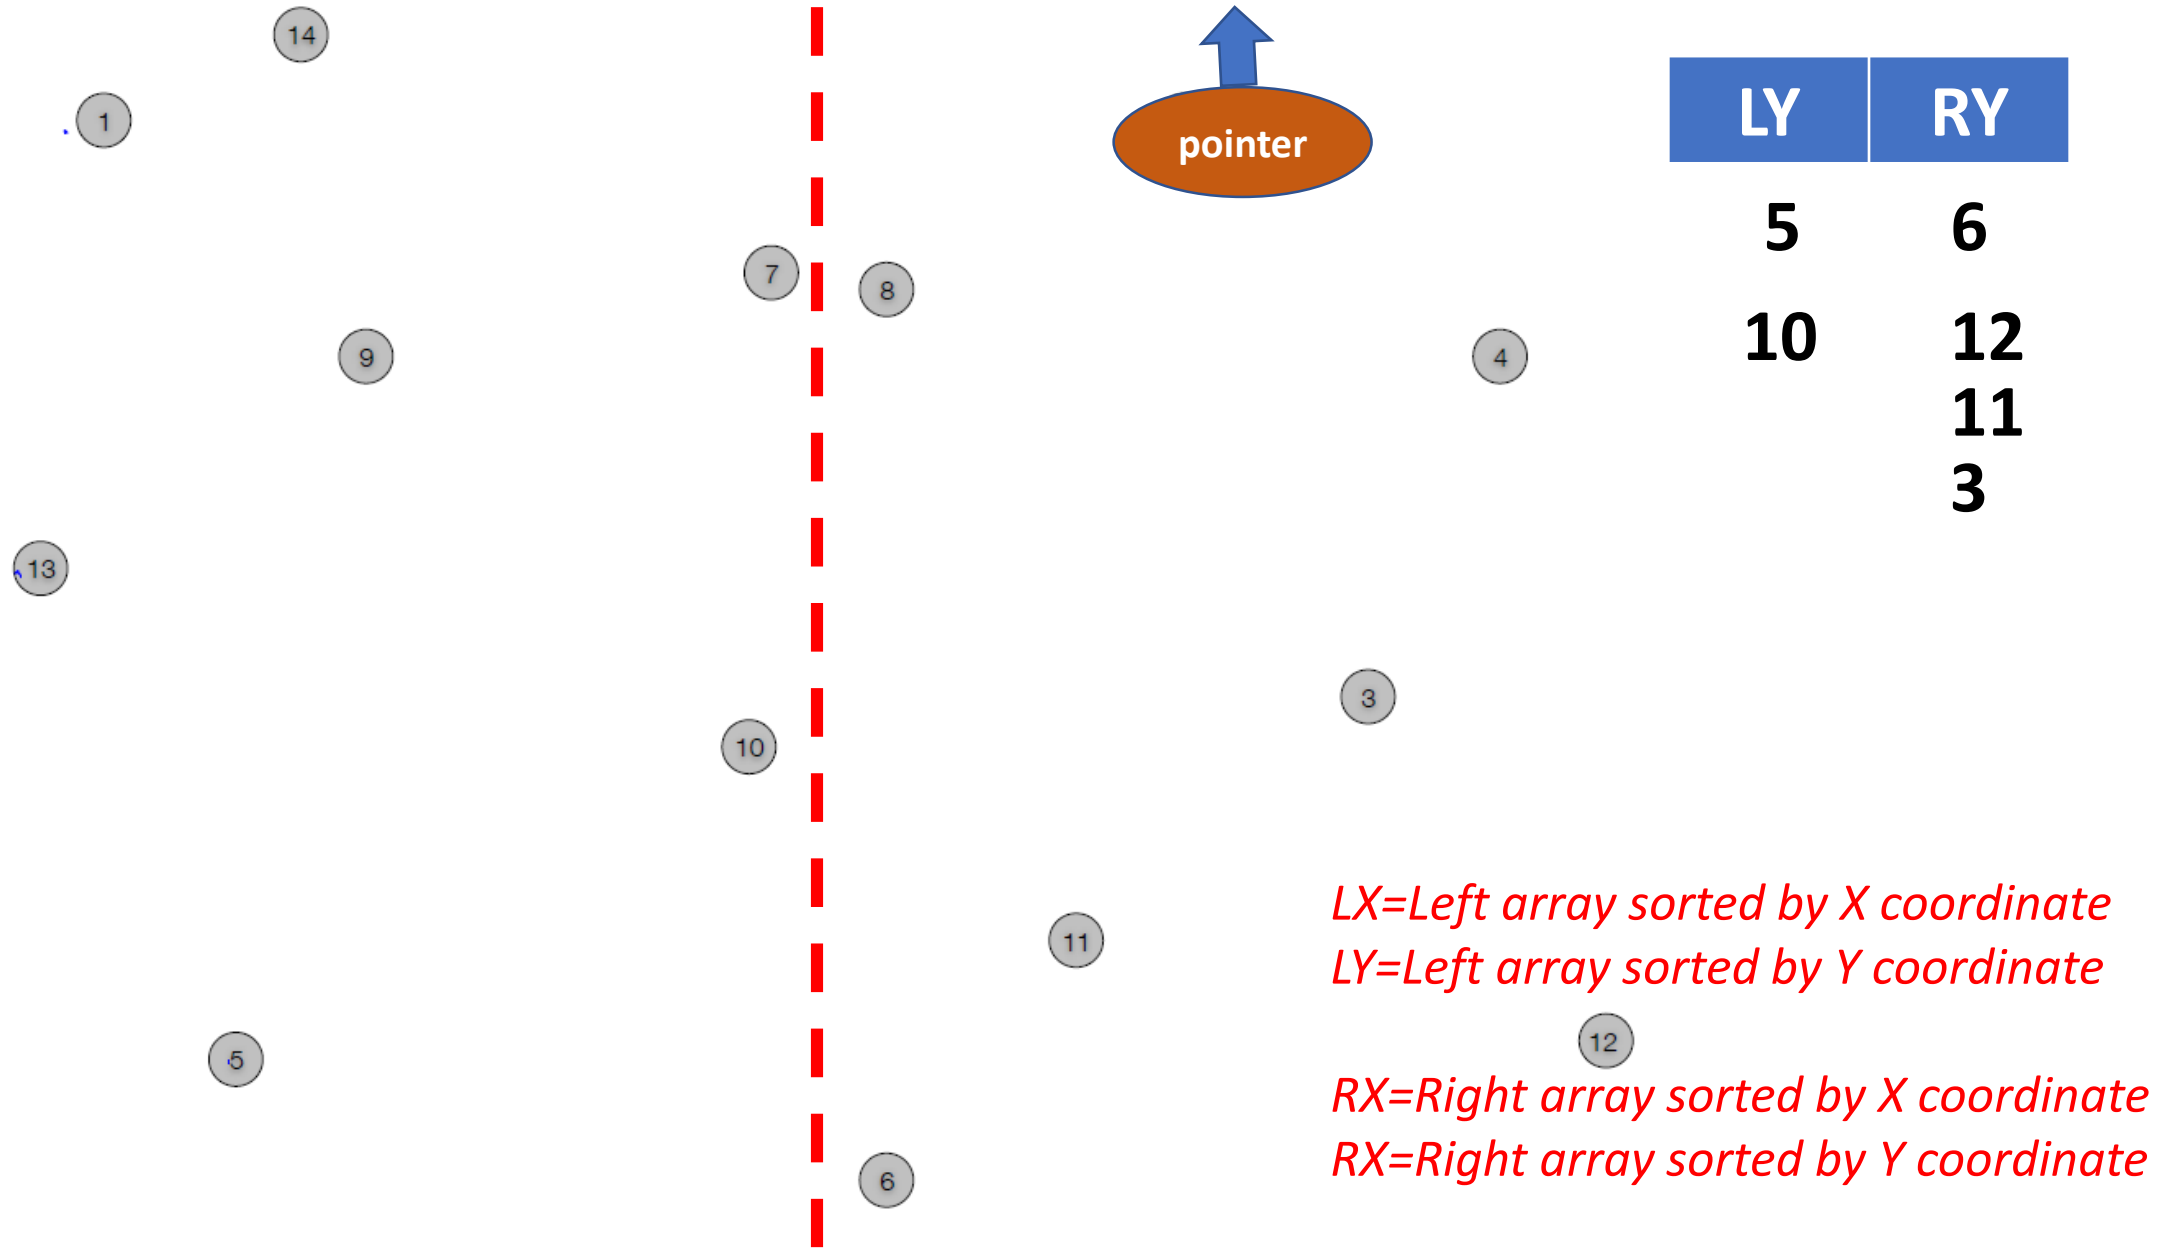 14
1
pointer
LY RY
7
8
5 6
9
4
10 12
11
3
13
3
10
11
LX=Left array sorted by X coordinate
LY=Left array sorted by Y coordinate
12
5
RX=Right array sorted by X coordinate
RX=Right array sorted by Y coordinate
6